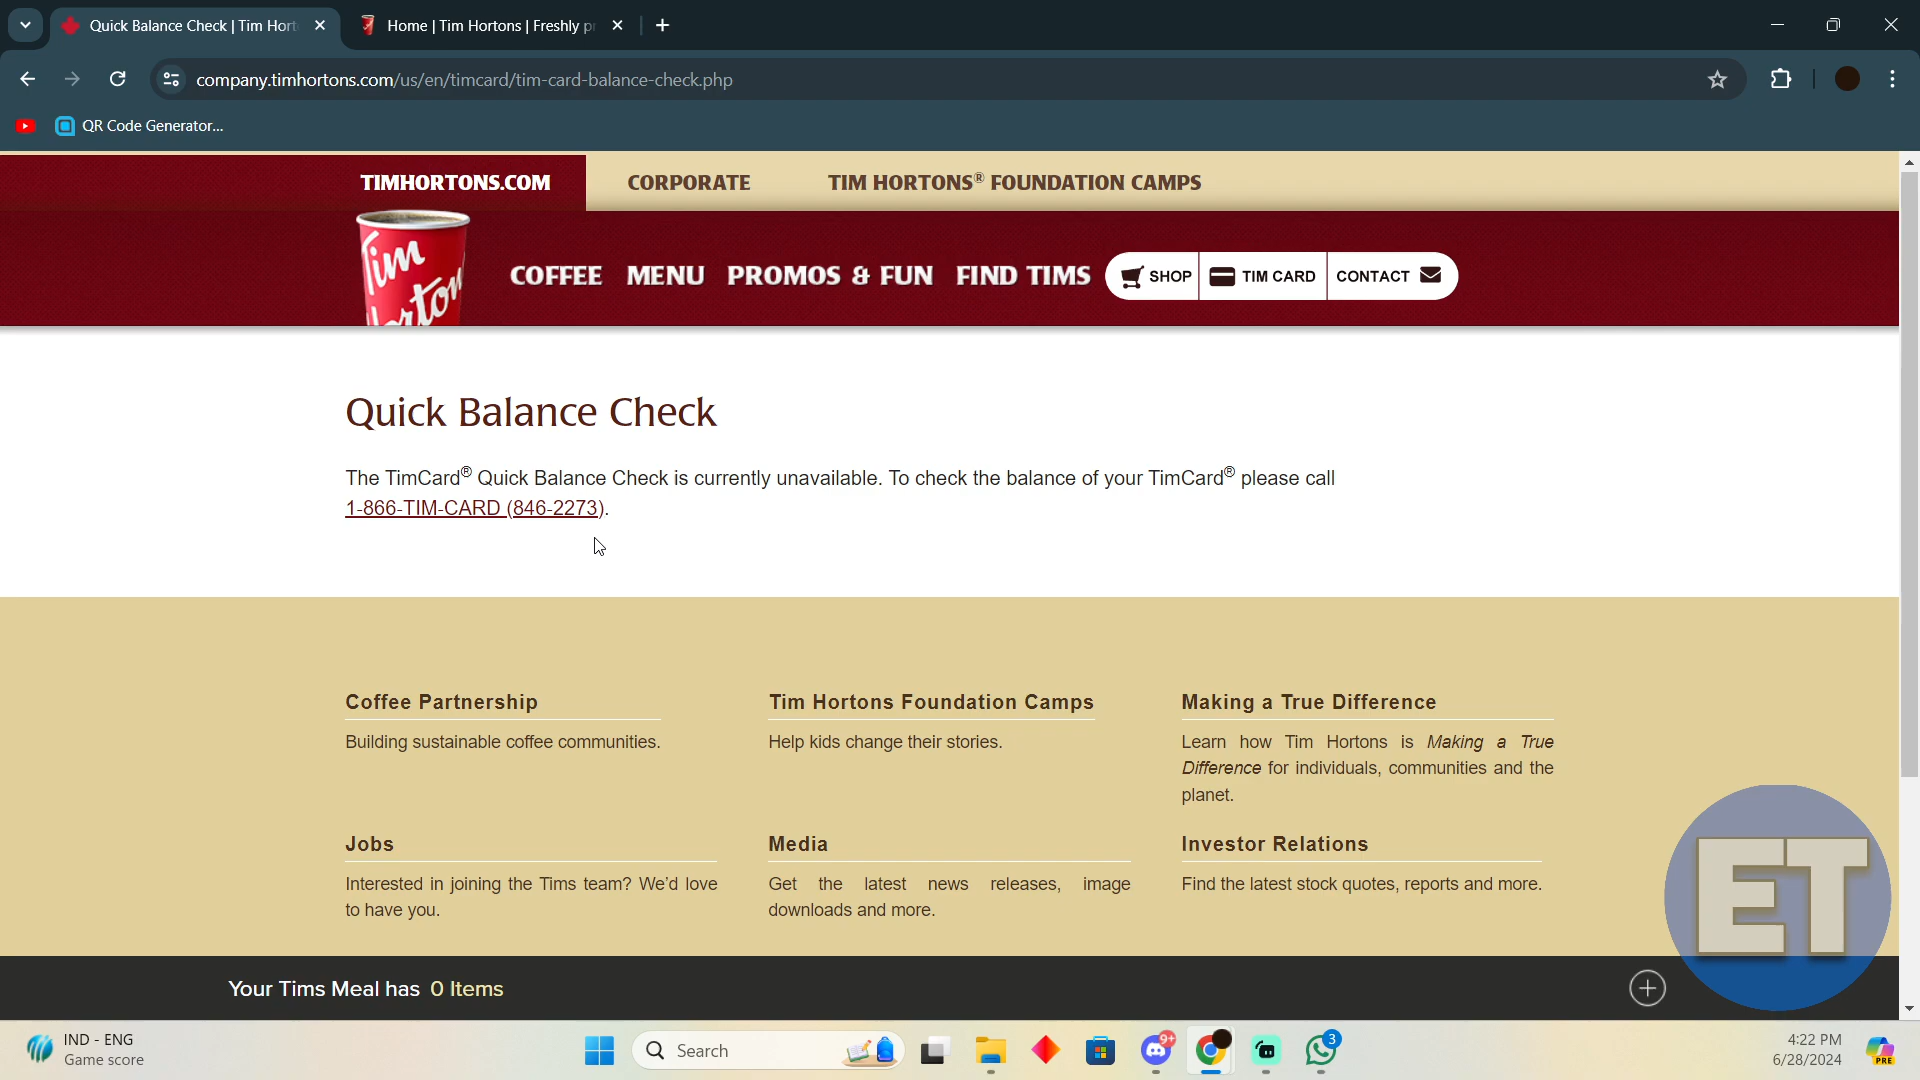 Quick Balance Check | Tim Hort
Home | Tim Hortons | Freshly p
company.timhortons.com/us/en/timcard/tim-card-balance-check.php
QR Code Generator...
TIMHORTONS.COM
CORPORATE
TIM HORTONS® FOUNDATION CAMPS
Tim Horton
COFFEE
MENU
PROMOS & FUN
FIND TIMS
SHOP
TIM CARD
CONTACT
Quick Balance Check
The TimCard® Quick Balance Check is currently unavailable. To check the balance of your TimCard® please call
1-866-TIM-CARD (846-2273).
Coffee Partnership
Building sustainable coffee communities.
Tim Hortons Foundation Camps
Help kids change their stories.
Making a True Difference
Learn how Tim Hortons is Making a True
Difference for individuals, communities and the
planet.
Jobs
Interested in joining the Tims team? We'd love
to have you.
Media
Get the latest news releases, image
downloads and more.
Investor Relations
Find the latest stock quotes, reports and more.
ET
Your Tims Meal has 0 Items
IND - ENG
Game score
Search
9+
3
4:22 PM
6/28/2024
PRE